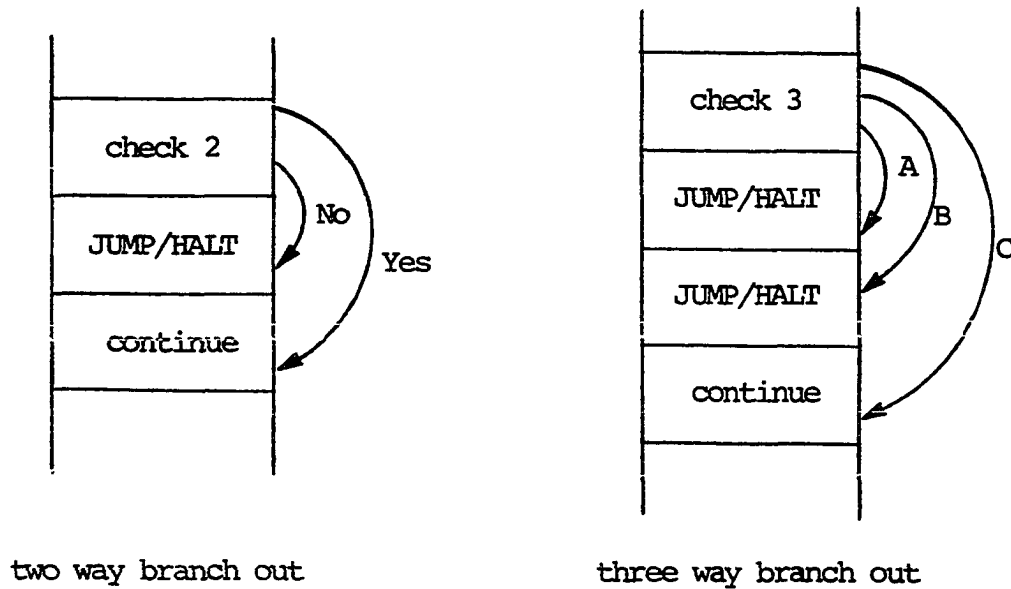 check 2
No
JUMP/HALT
Yes
continue
two way branch out
check 3
A
JUMP/HALT
B
C
JUMP/HALT
continue
three way branch out